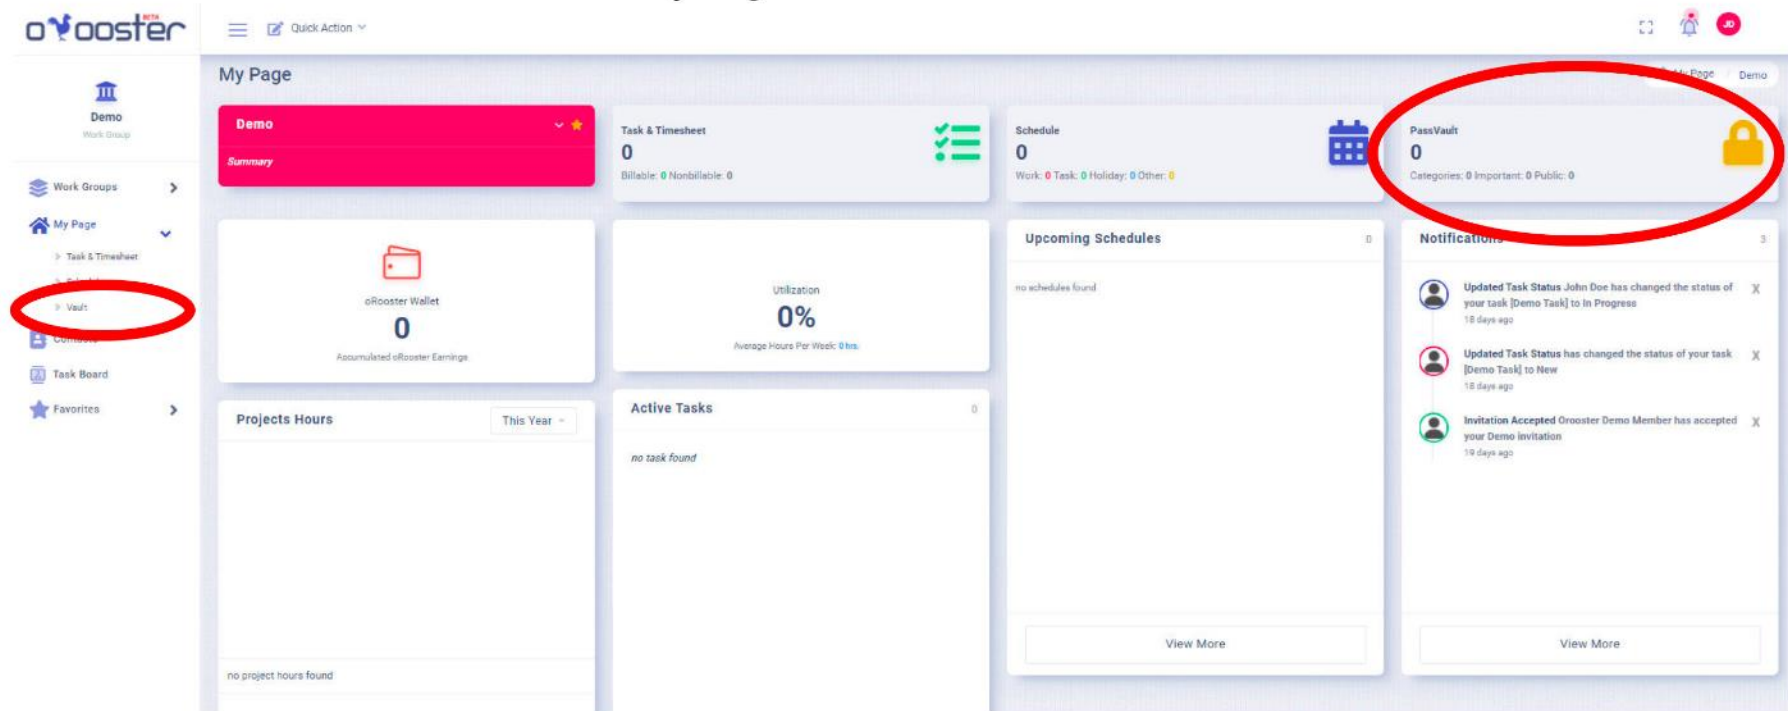 orooster
BETA
Quick Action
JD
Demo
Work Group
My Page
My Page / Demo
Work Groups
My Page
Task & Timesheet
Vault
Task Board
Favorites
Demo
Summary
Task & Timesheet
0
Billable: 0 Nonbillable: 0
Schedule
0
Work: 0 Task: 0 Holiday: 0 Other: 0
PassVault
0
Categories: 0 Important: 0 Public: 0
oRooster Wallet
0
Accumulated oRooster Earnings
Utilization
0%
Average Hours Per Week: 0 hrs.
Upcoming Schedules 0
no schedules found
View More
Notifications 3
Updated Task Status John Doe has changed the status of X
your task [Demo Task] to In Progress
18 days ago
Updated Task Status has changed the status of your task X
[Demo Task] to New
18 days ago
Invitation Accepted Orooster Demo Member has accepted X
your Demo invitation
19 days ago
View More
Projects Hours This Year
no project hours found
Active Tasks 0
no task found